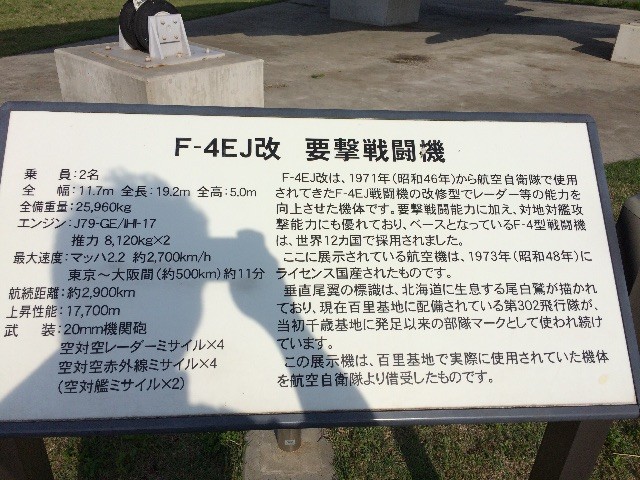 F-4EJ改 要撃戦闘機
乗 員:2名
全 幅:11.7m 全長:19.2m 全高:5.0m
全備重量:25,960kg
エンジン:J79-GE/IHI-17
推力 8,120kg×2
最大速度:マッハ2.2 約2,700km/h
東京~大阪間(約500km)約11分
航続距離:約2,900km
上昇性能:17,700m
武 装:20mm機関砲
空対空レーダーミサイル×4
空対空赤外線ミサイル×4
(空対艦ミサイル×2)
F-4EJ改は、1971年(昭和46年)から航空自衛隊で使用
されてきたF-4EJ戦闘機の改修型でレーダー等の能力を
向上させた機体です。要撃戦闘能力に加え、対地対艦攻
撃能力にも優れており、ベースとなっているF-4型戦闘機
は、世界12カ国で採用されました。
ここに展示されている航空機は、1973年(昭和48年)に
ライセンス国産されたものです。
垂直尾翼の標識は、北海道に生息する尾白鷲が描かれ
ており、現在百里基地に配備されている第302飛行隊が、
当初千歳基地に発足以来の部隊マークとして使われ続け
ています。
この展示機は、百里基地で実際に使用されていた機体
を航空自衛隊より借受したものです。